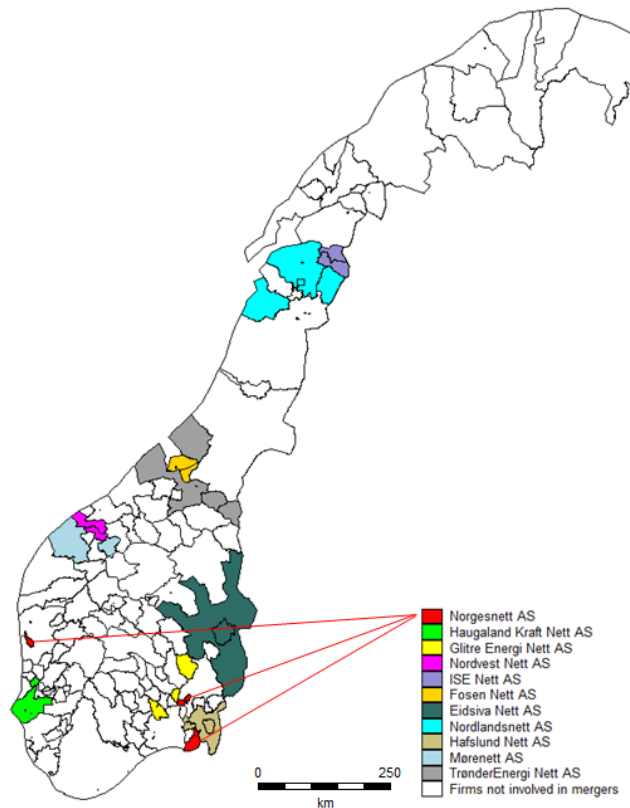 Norgesnett AS
Haugaland Kraft Nett AS
Glitre Energi Nett AS
Nordvest Nett AS
ISE Nett AS
Fosen Nett AS
Eidsiva Nett AS
Nordlandsnett AS
Hafslund Nett AS
Mørenett AS
TrønderEnergi Nett AS
Firms not involved in mergers
0 250
km